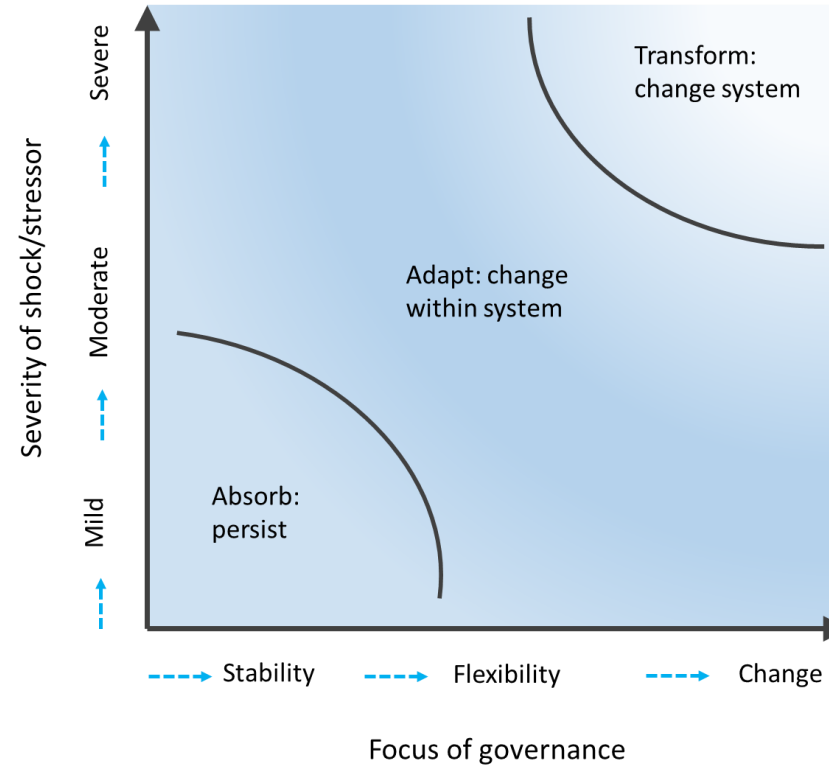 Severity of shock/stressor
Severe
Moderate
Mild
Transform:
change system
Adapt: change
within system
Absorb:
persist
Stability
Flexibility
Change
Focus of governance